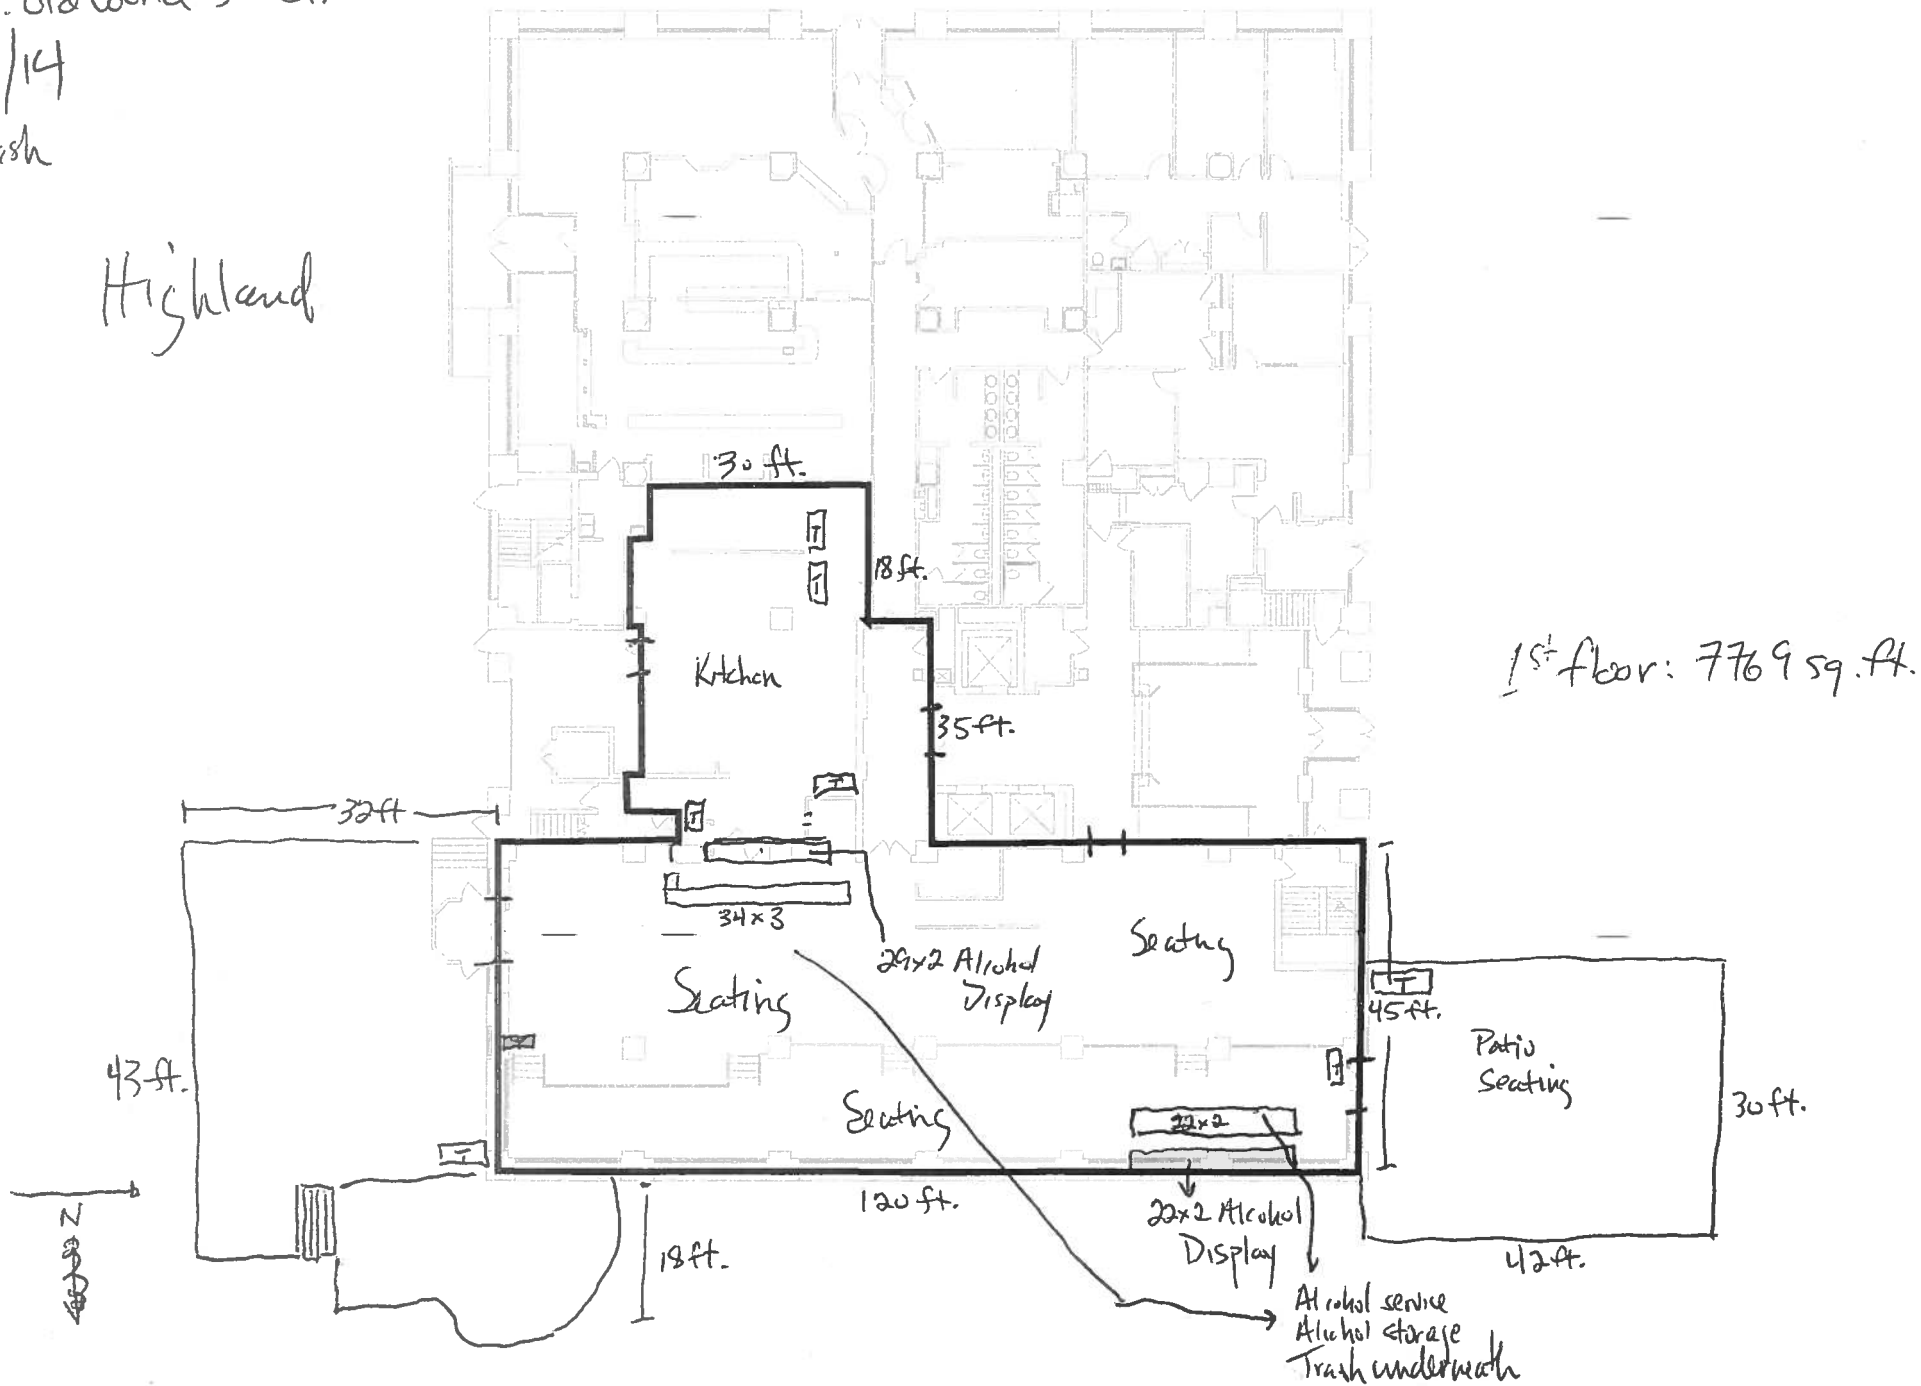 /14
Highland
30 ft.
T
T
18 ft.
Kitchen
1st floor: 7769 sq. ft.
35 ft.
T
T
32 ft
34 x 3
29x2 Alcohol
Display
Seating
Seating
T
45 ft.
Patio
Seating
43 ft.
T
30 ft.
Seating
22x2
T
120 ft.
22x2 Alcohol
Display
N
18 ft.
42 ft.
Alcohol service
Alcohol storage
Trash underneath